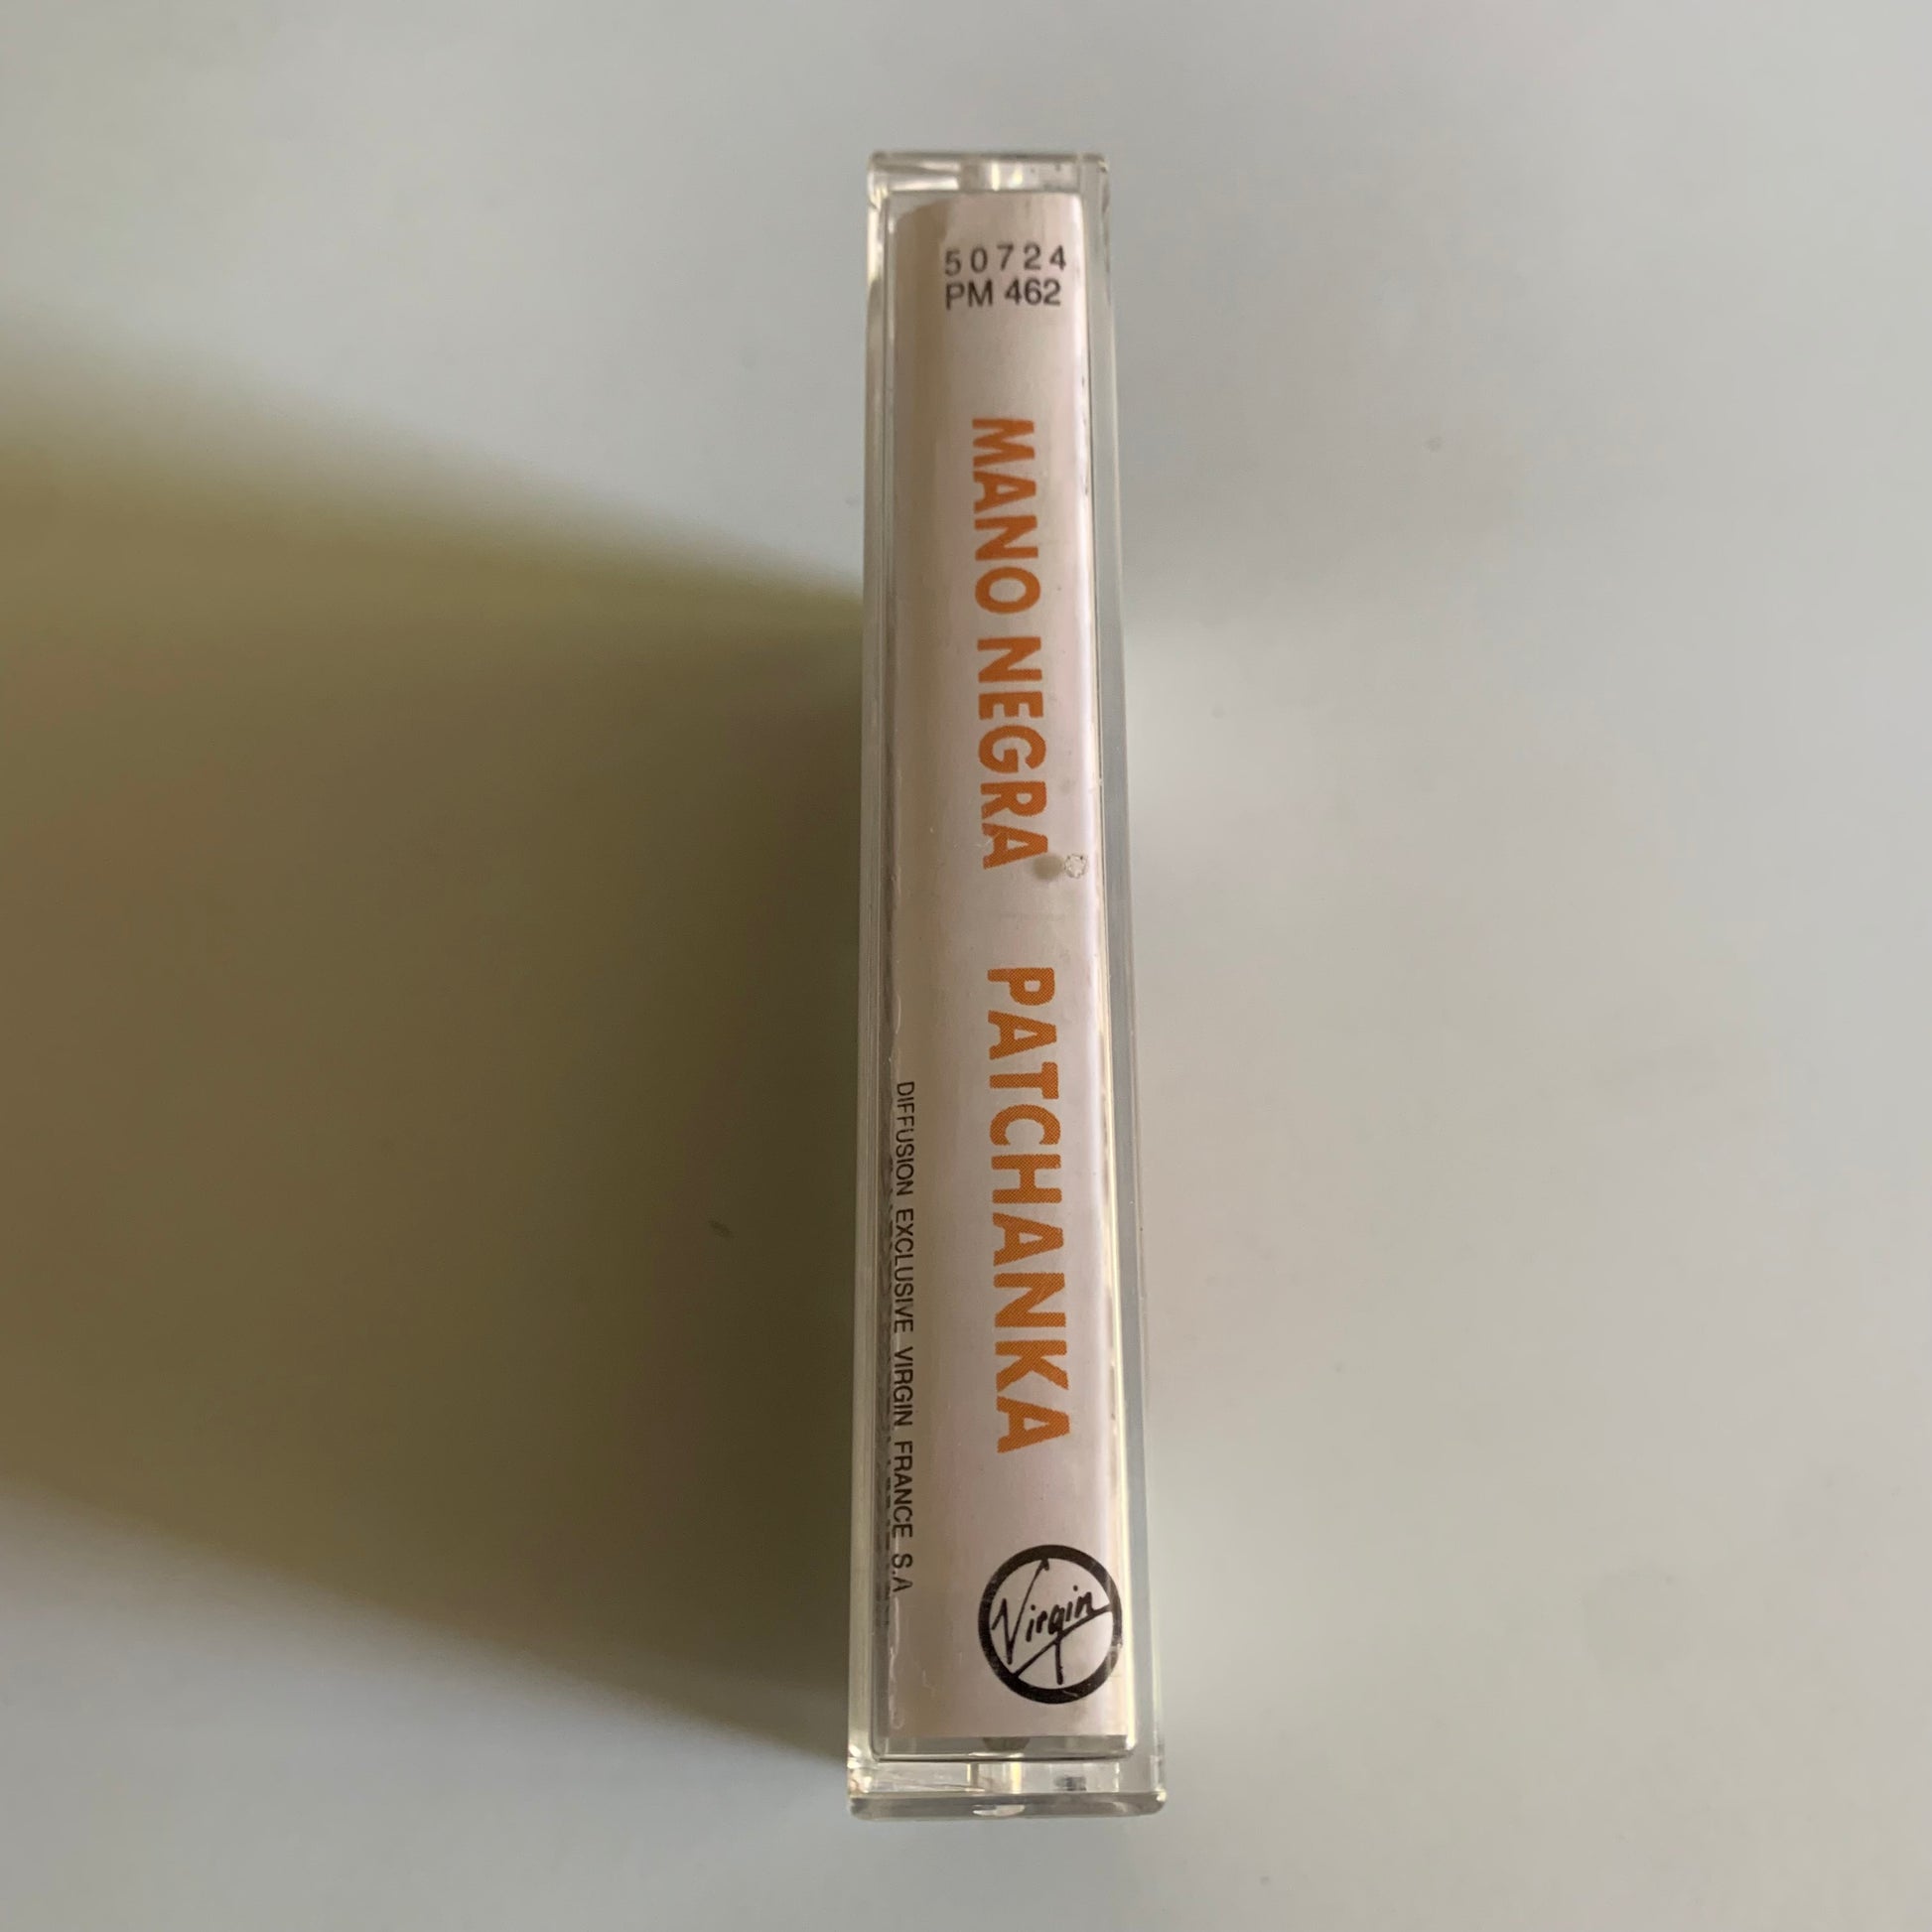 50724
PM 462
MANO NEGRA PATCHANKA
DIFFUSION EXCLUSIVE VIRGIN FRANCE S.A
Virgin